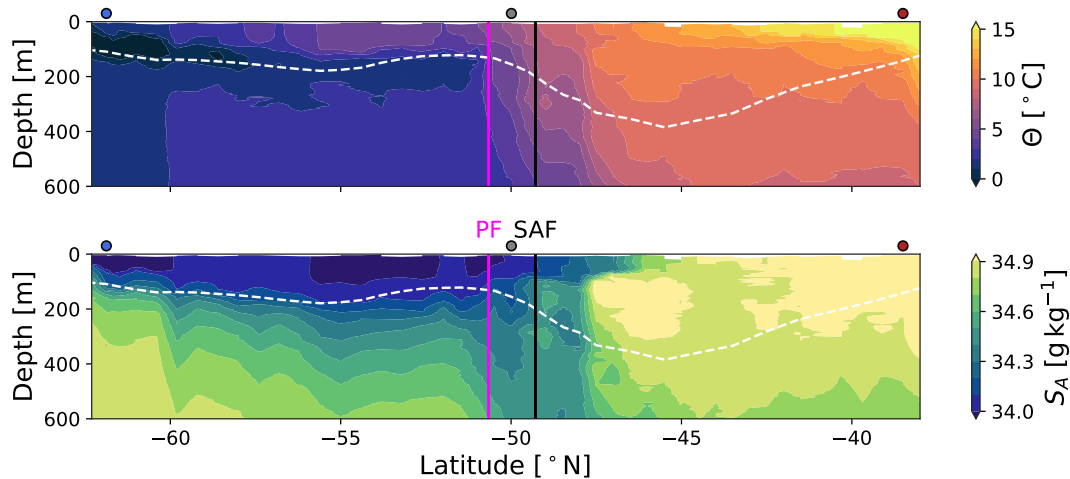 0
200
400
600
Depth [m]
15
10
5
0
Θ [°C]
PF SAF
0
200
400
600
Depth [m]
34.9
34.6
34.3
34.0
S_A [g kg⁻¹]
−60 −55 −50 −45 −40
Latitude [°N]